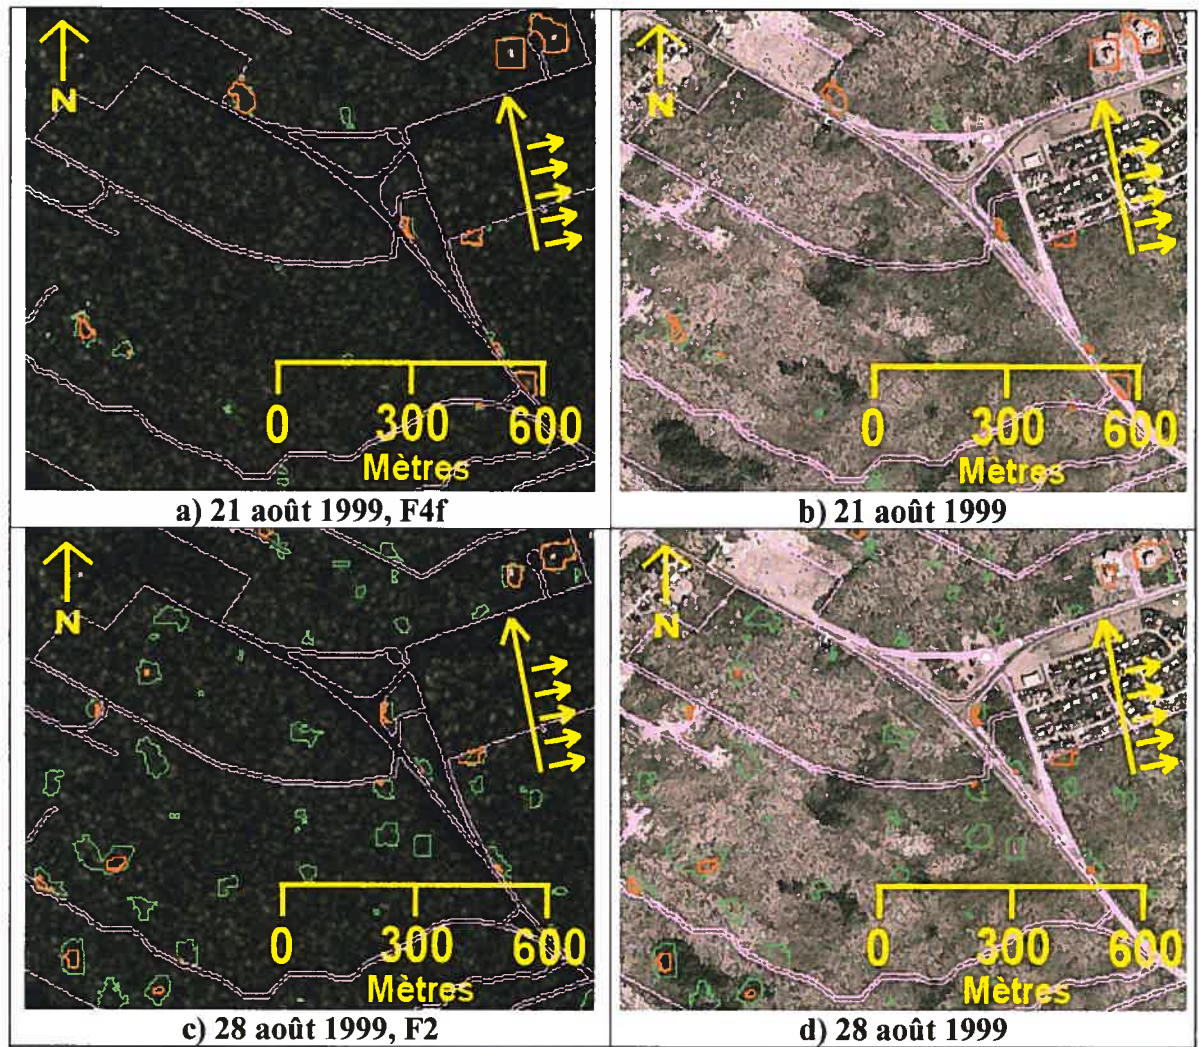 N
0 300 600
Mètres
a) 21 août 1999, F4f
N
0 300 600
Mètres
b) 21 août 1999
N
0 300 600
Mètres
c) 28 août 1999, F2
N
0 300 600
Mètres
d) 28 août 1999